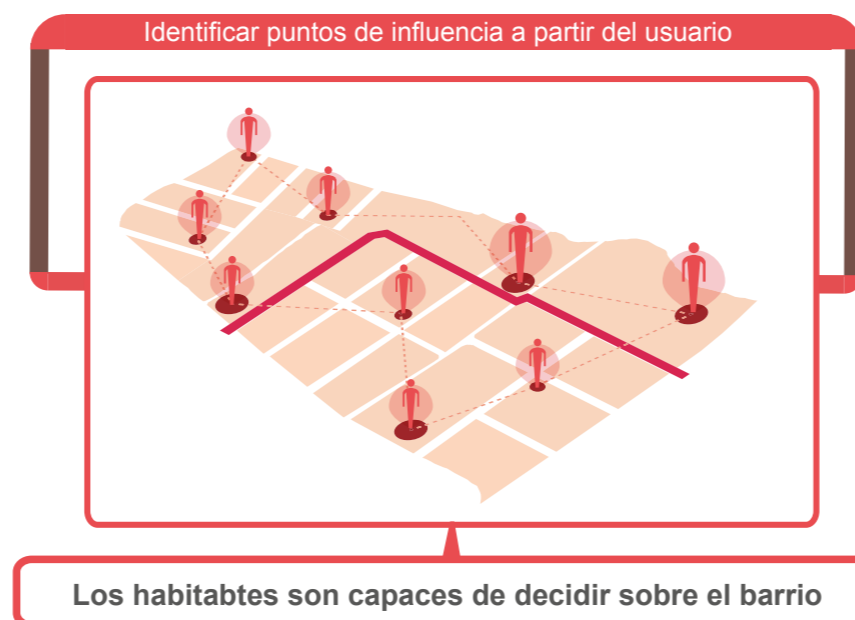 Identificar puntos de influencia a partir del usuario
Los habitabtes son capaces de decidir sobre el barrio